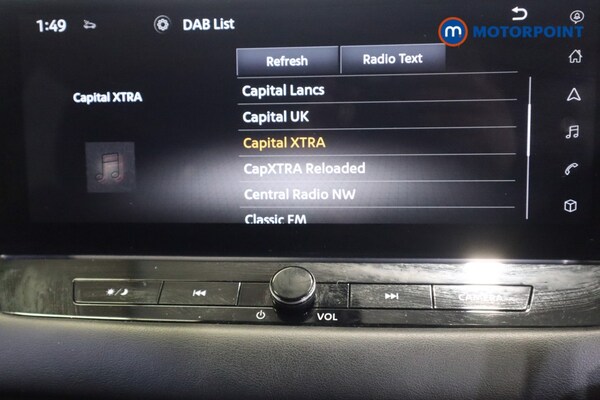 1:49
DAB List
MOTORPOINT
Refresh
Radio Text
Capital XTRA
Capital Lancs
Capital UK
Capital XTRA
CapXTRA Reloaded
Central Radio NW
Classic FM
VOL